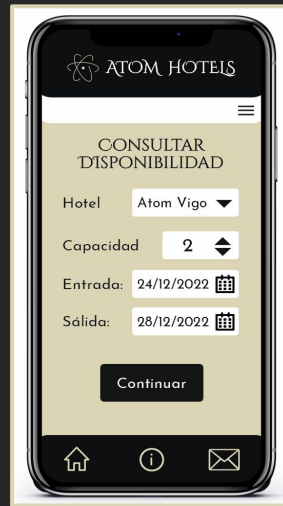 ATOM HOTELS
CONSULTAR
DISPONIBILIDAD
Hotel Atom Vigo
Capacidad 2
Entrada: 24/12/2022
Sálida: 28/12/2022
Continuar